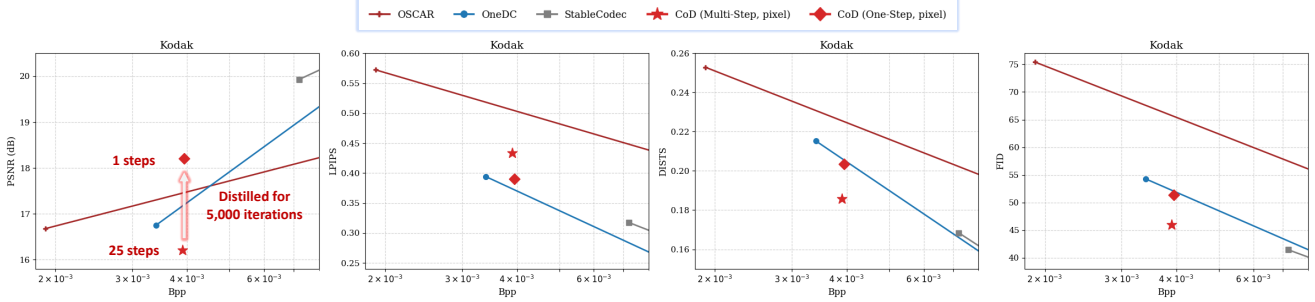 OSCAR OneDC StableCodec CoD (Multi-Step, pixel) CoD (One-Step, pixel)
Kodak
PSNR (dB)
20
19
18
17
16
1 steps
Distilled for
5,000 iterations
25 steps
2 × 10⁻³ 3 × 10⁻³ 4 × 10⁻³ 6 × 10⁻³
Bpp
Kodak
LPIPS
0.60
0.55
0.50
0.45
0.40
0.35
0.30
0.25
2 × 10⁻³ 3 × 10⁻³ 4 × 10⁻³ 6 × 10⁻³
Bpp
Kodak
DISTS
0.26
0.24
0.22
0.20
0.18
0.16
2 × 10⁻³ 3 × 10⁻³ 4 × 10⁻³ 6 × 10⁻³
Bpp
Kodak
FID
75
70
65
60
55
50
45
40
2 × 10⁻³ 3 × 10⁻³ 4 × 10⁻³ 6 × 10⁻³
Bpp